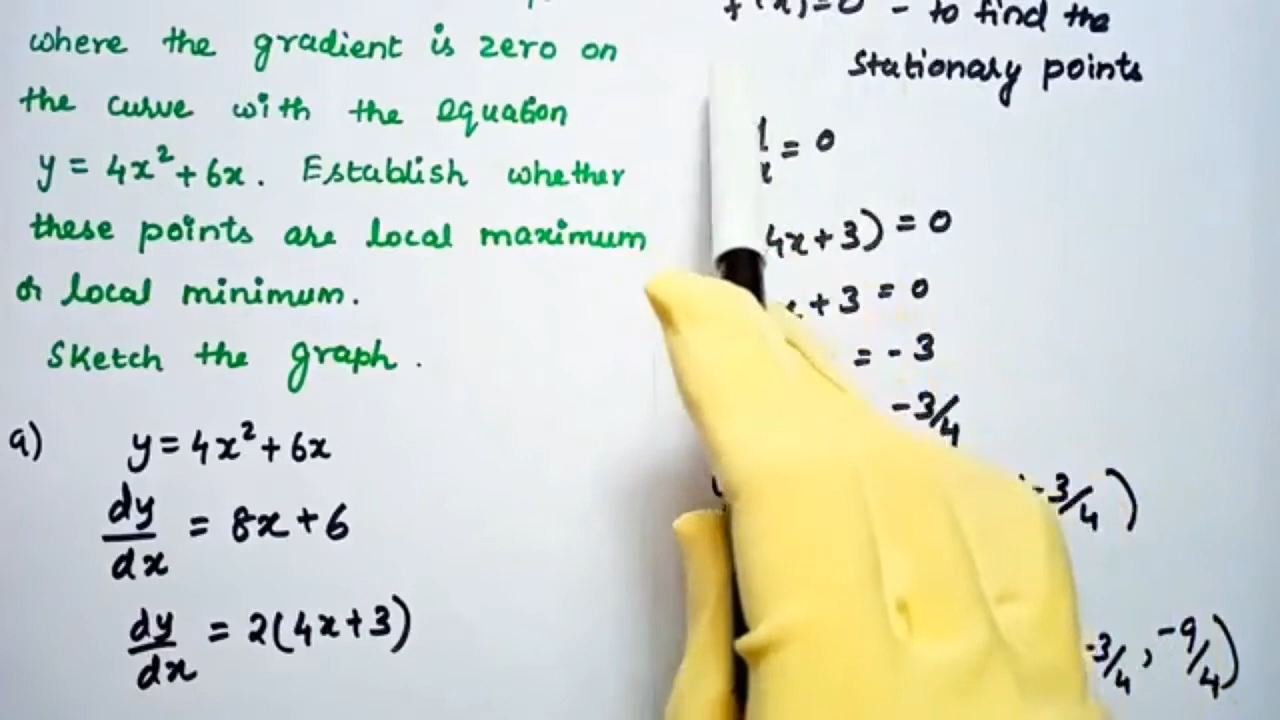 where the gradient is zero on
the curve with the equation
y = 4x² + 6x. Establish whether
these points are local maximum
or local minimum.
Sketch the graph.
a) y = 4x² + 6x
dy/dx = 8x + 6
dy/dx = 2(4x+3)
(x) = 0 - to find the
stationary points
= 0
4x+3) = 0
+ 3 = 0
= -3
-3/4
-3/4)
-3/4, -9/4)